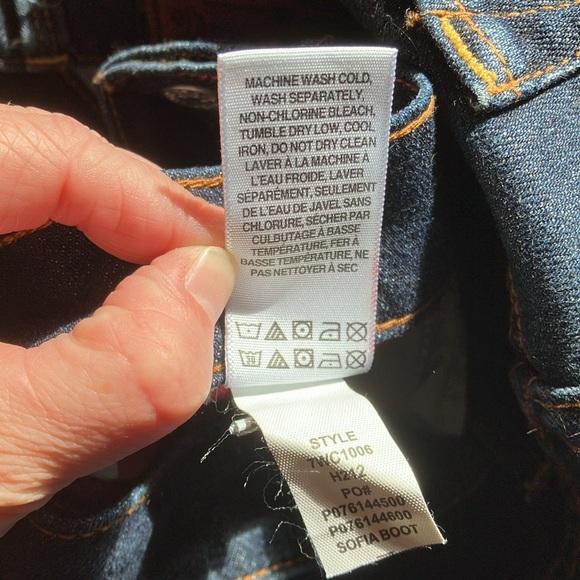 MACHINE WASH COLD,
WASH SEPARATELY,
NON-CHLORINE BLEACH,
TUMBLE DRY LOW, COOL
IRON, DO NOT DRY CLEAN
LAVER À LA MACHINE À
L'EAU FROIDE, LAVER
SÉPARÉMENT, SEULEMENT
DE L'EAU DE JAVEL SANS
CHLORURE, SÉCHER PAR
CULBUTAGE À BASSE
TEMPÉRATURE, FER À
BASSE TEMPÉRATURE, NE
PAS NETTOYER À SEC
30
STYLE
7WC1006
H212
PO#
P076144500
P076144600
SOFIA BOOT